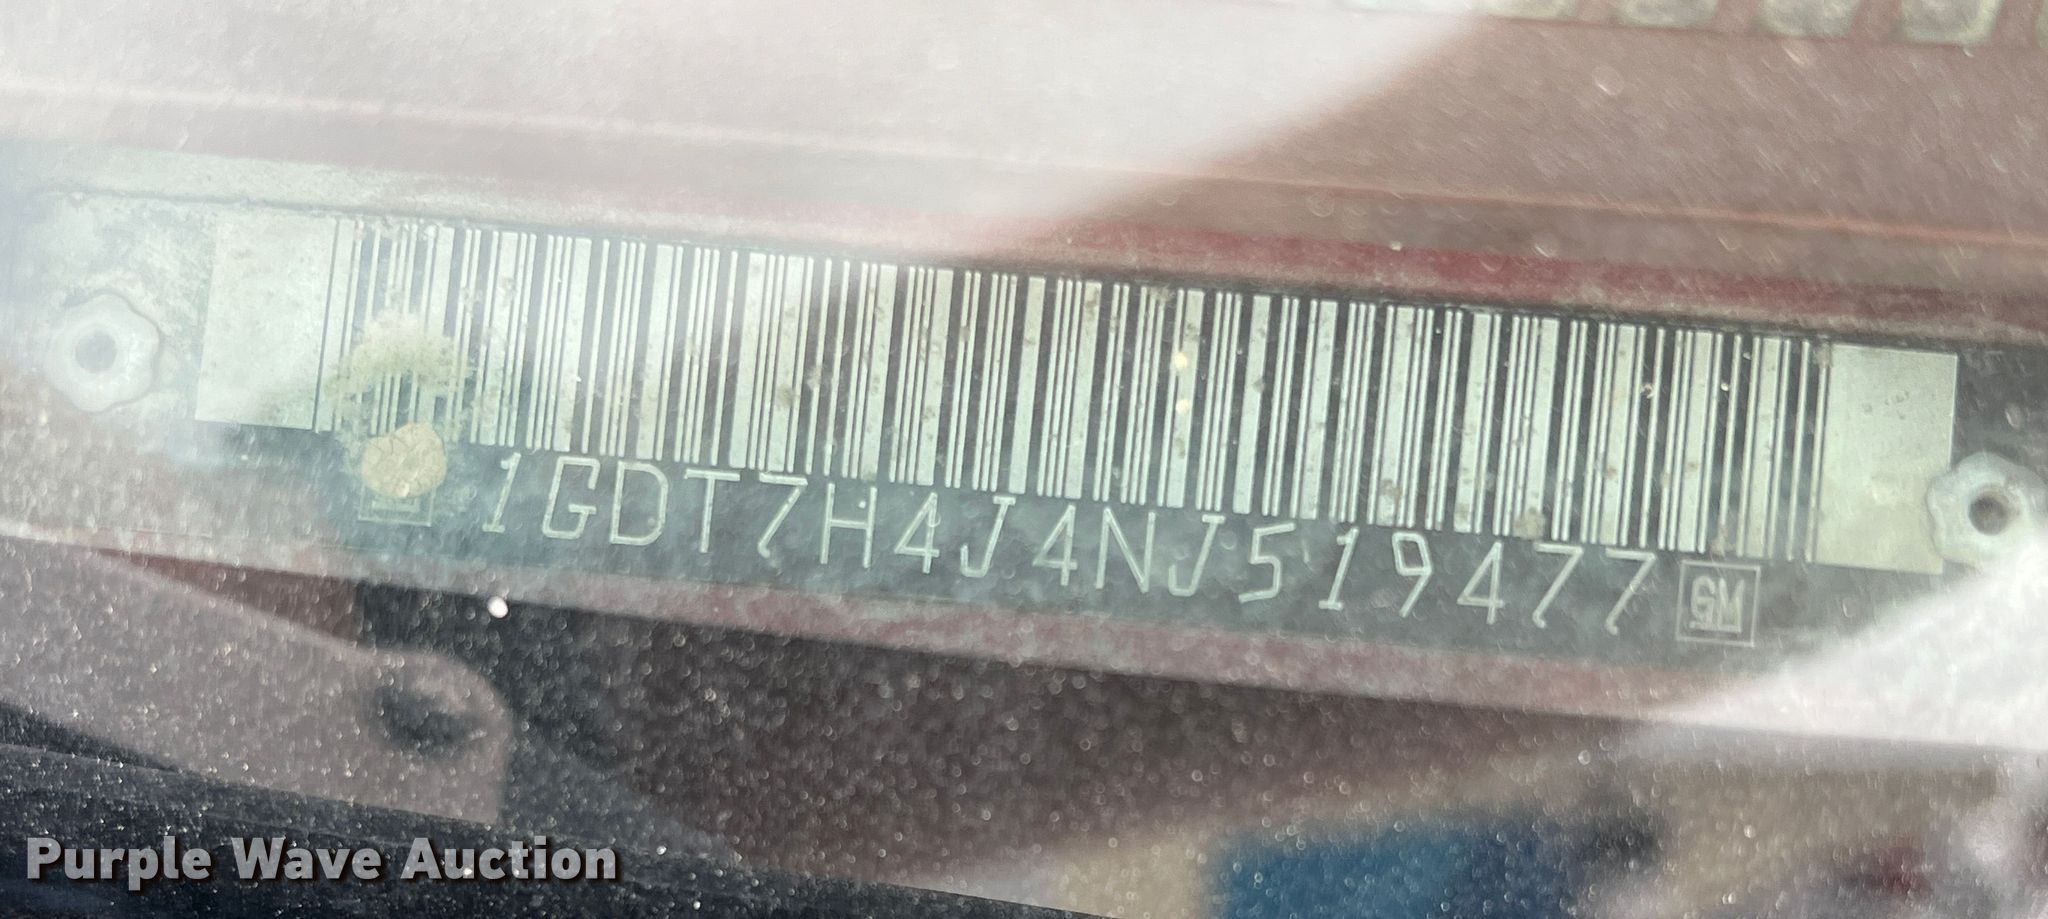 1GDT7H4J4NJ519477 GM
Purple Wave Auction